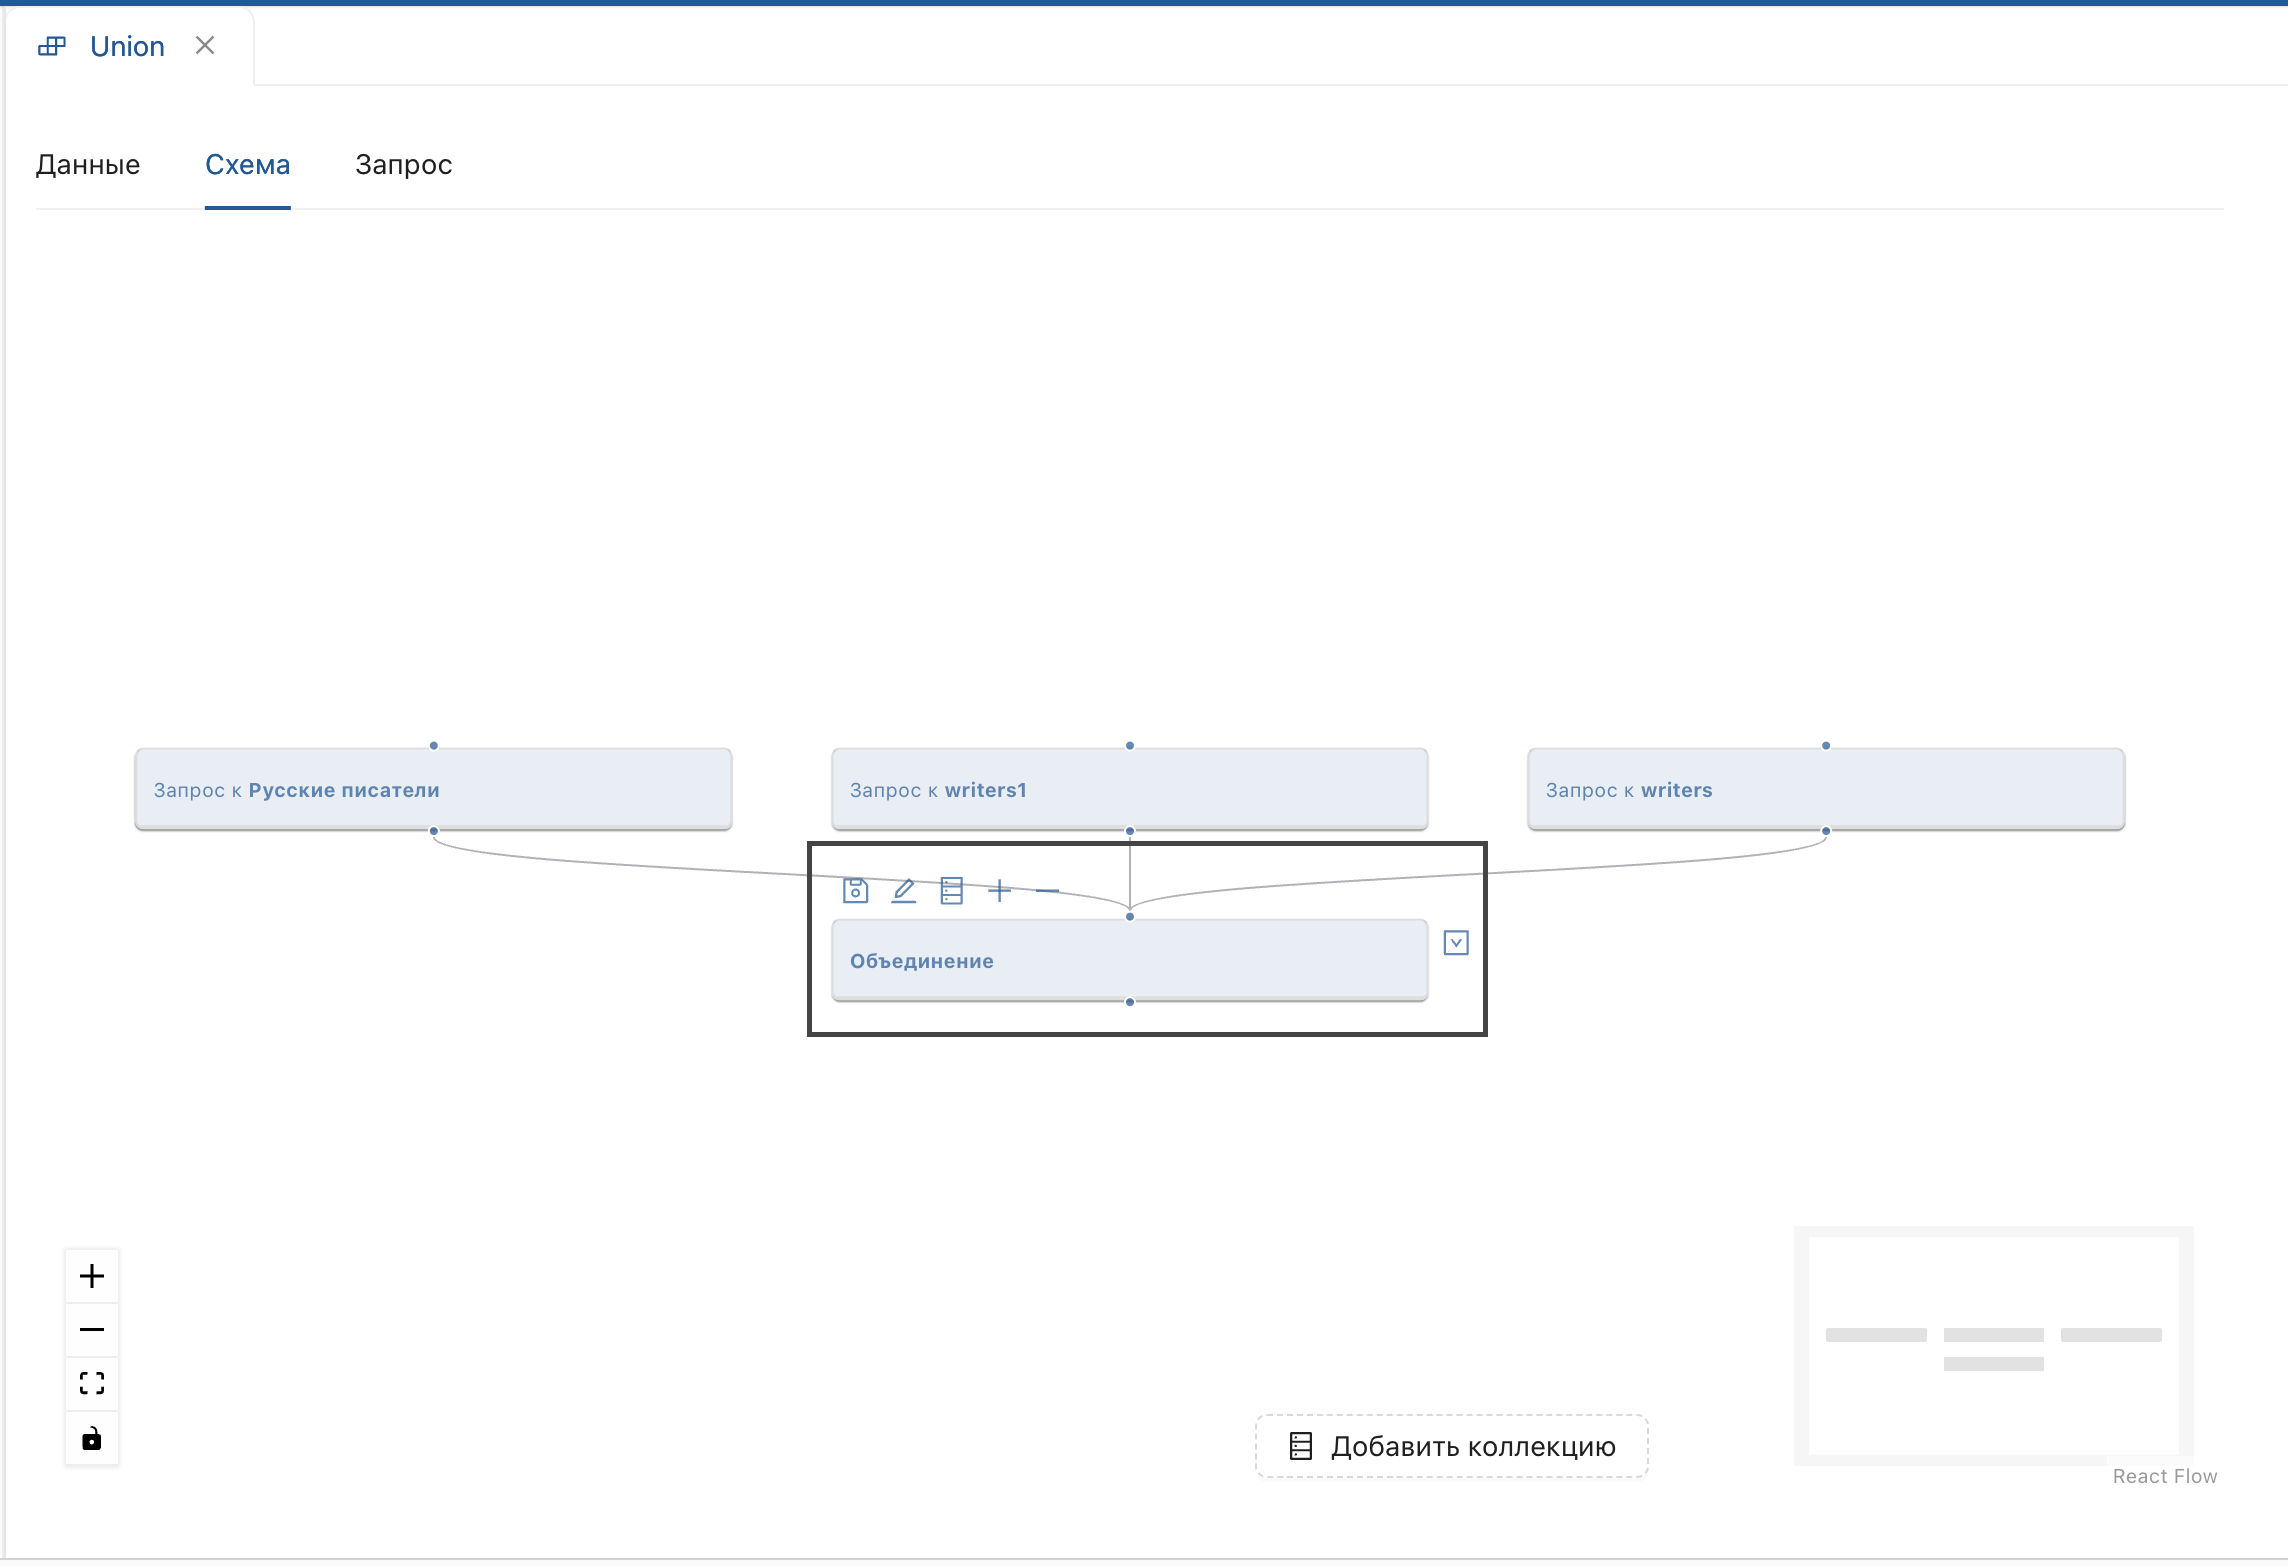 Union
Данные Схема Запрос
Запрос к Русские писатели
Запрос к writers1
Запрос к writers
Объединение
Добавить коллекцию
React Flow